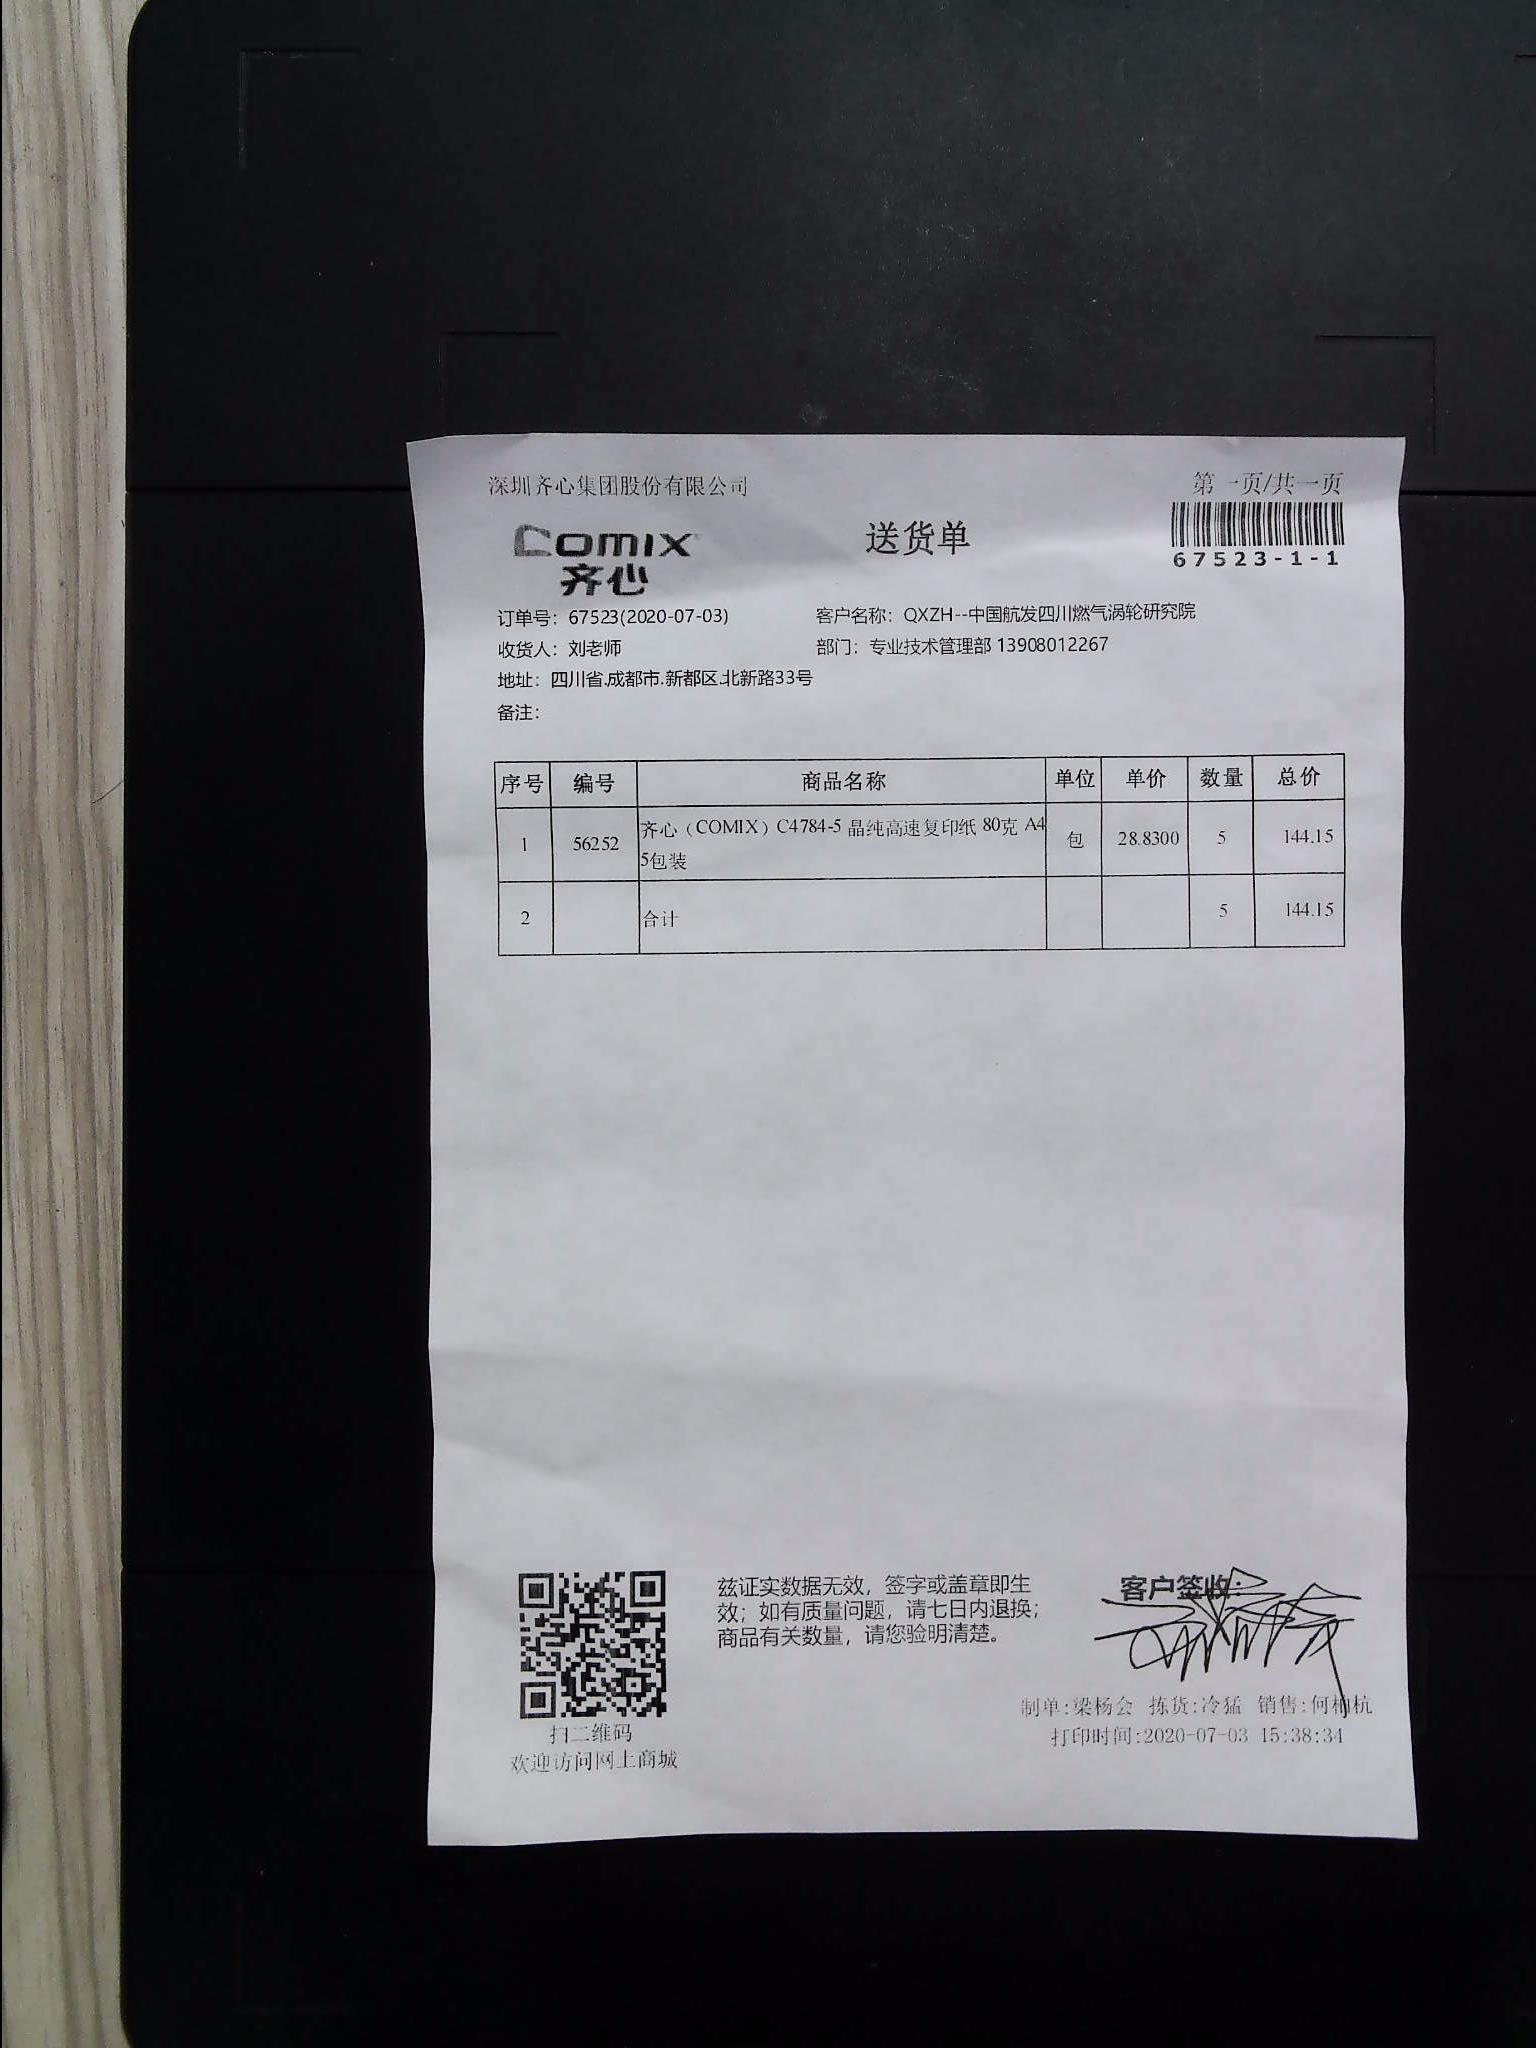 深圳齐心集团股份有限公司
第一页/共一页
COMIX
齐心
送货单
67523-1-1
订单号：67523(2020-07-03)
客户名称：QXZH--中国航发四川燃气涡轮研究院
收货人：刘老师
部门：专业技术管理部 13908012267
地址：四川省.成都市.新都区.北新路33号
备注：
序号 编号 商品名称 单位 单价 数量 总价
1 56252 齐心（COMIX）C4784-5 晶纯高速复印纸 80克 A4 包 28.8300 5 144.15
5包装
2 合计 5 144.15
兹证实数据无效，签字或盖章即生
效；如有质量问题，请七日内退换；
商品有关数量，请您验明清楚。
客户签收：
制单:梁杨会 拣货:冷猛 销售:何柏杭
打印时间:2020-07-03 15:38:34
扫二维码
欢迎访问网上商城